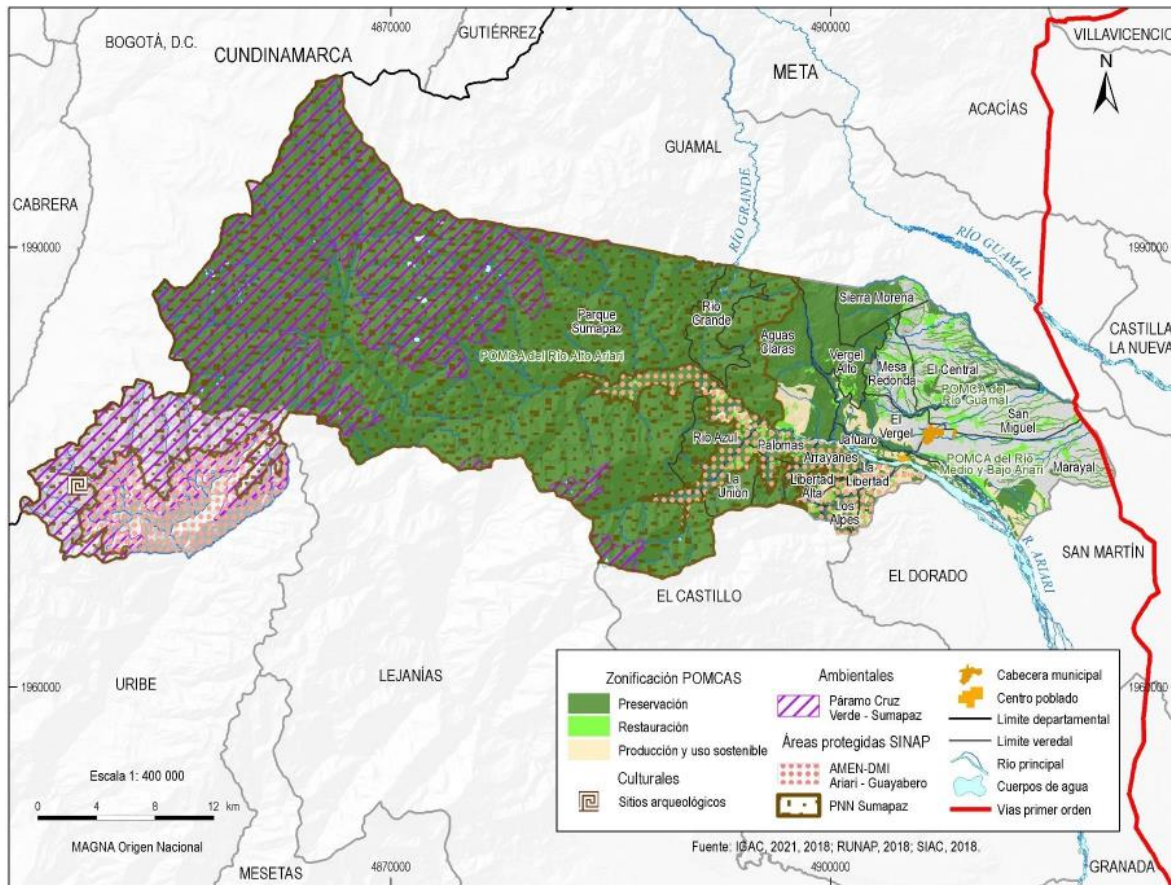 4870000
4900000
BOGOTÁ, D.C.
GUTIÉRREZ
VILLAVICENCIO
CUNDINAMARCA
META
N
ACACÍAS
GUAMAL
CABRERA
RÍO GRANDE
RÍO GUAMAL
1990000
1990000
Sierra Morena
Río
Grande
Parque
Sumapaz
Aguas
Claras
CASTILLA
LA NUEVA
POMCA del Río Alto Ariari
Vergel
Alto
Mesa
Redonda
El Central
POMCA del
Río Guamal
San
Miguel
El
Vergel
Río Azul
Palomas
Jafuaro
Arrayanes
POMCA del Río
Medio y Bajo Ariari
Marayal
La
Unión
Libertad
Alta
La
Libertad
Los
Alpes
R. ARIARI
SAN MARTÍN
EL DORADO
EL CASTILLO
URIBE
LEJANÍAS
1960000
1960000
Zonificación POMCAS
Preservación
Restauración
Producción y uso sostenible
Culturales
Sitios arqueológicos
Ambientales
Páramo Cruz
Verde - Sumapaz
Áreas protegidas SINAP
AMEN-DMI
Ariari - Guayabero
PNN Sumapaz
Cabecera municipal
Centro poblado
Limite departamental
Limite veredal
Río principal
Cuerpos de agua
Vías primer orden
Escala 1: 400 000
0 4 8 12 km
MAGNA Origen Nacional
Fuente: IGAC, 2021, 2018; RUNAP, 2018; SIAC, 2018.
MESETAS
4870000
4900000
GRANADA